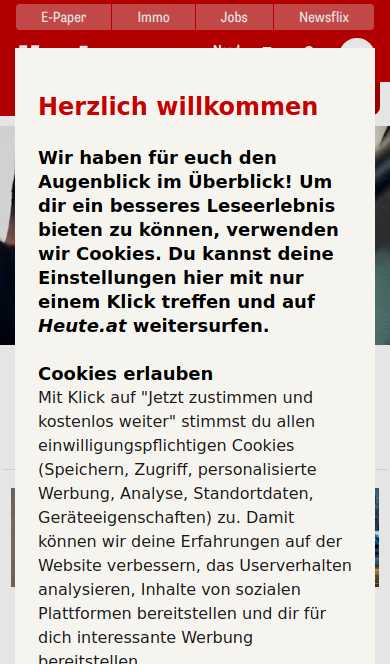 E-Paper Immo Jobs Newsflix
Herzlich willkommen
Wir haben für euch den
Augenblick im Überblick! Um
dir ein besseres Leseerlebnis
bieten zu können, verwenden
wir Cookies. Du kannst deine
Einstellungen hier mit nur
einem Klick treffen und auf
Heute.at weitersurfen.
Cookies erlauben
Mit Klick auf "Jetzt zustimmen und
kostenlos weiter" stimmst du allen
einwilligungspflichtigen Cookies
(Speichern, Zugriff, personalisierte
Werbung, Analyse, Standortdaten,
Geräteeigenschaften) zu. Damit
können wir deine Erfahrungen auf der
Website verbessern, das Userverhalten
analysieren, Inhalte von sozialen
Plattformen bereitstellen und dir für
dich interessante Werbung
bereitstellen